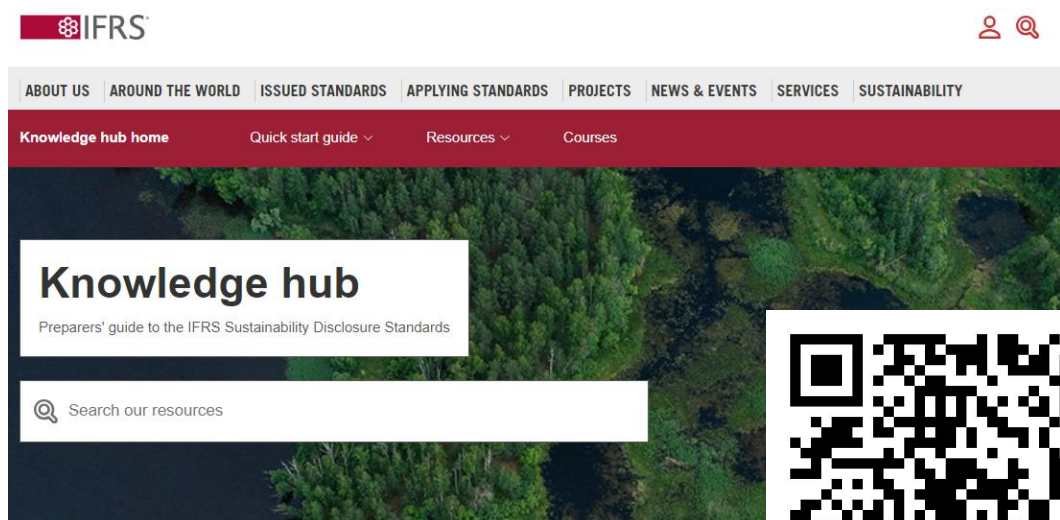 IFRS
ABOUT US AROUND THE WORLD ISSUED STANDARDS APPLYING STANDARDS PROJECTS NEWS & EVENTS SERVICES SUSTAINABILITY
Knowledge hub home Quick start guide Resources Courses
Knowledge hub
Preparers' guide to the IFRS Sustainability Disclosure Standards
Search our resources